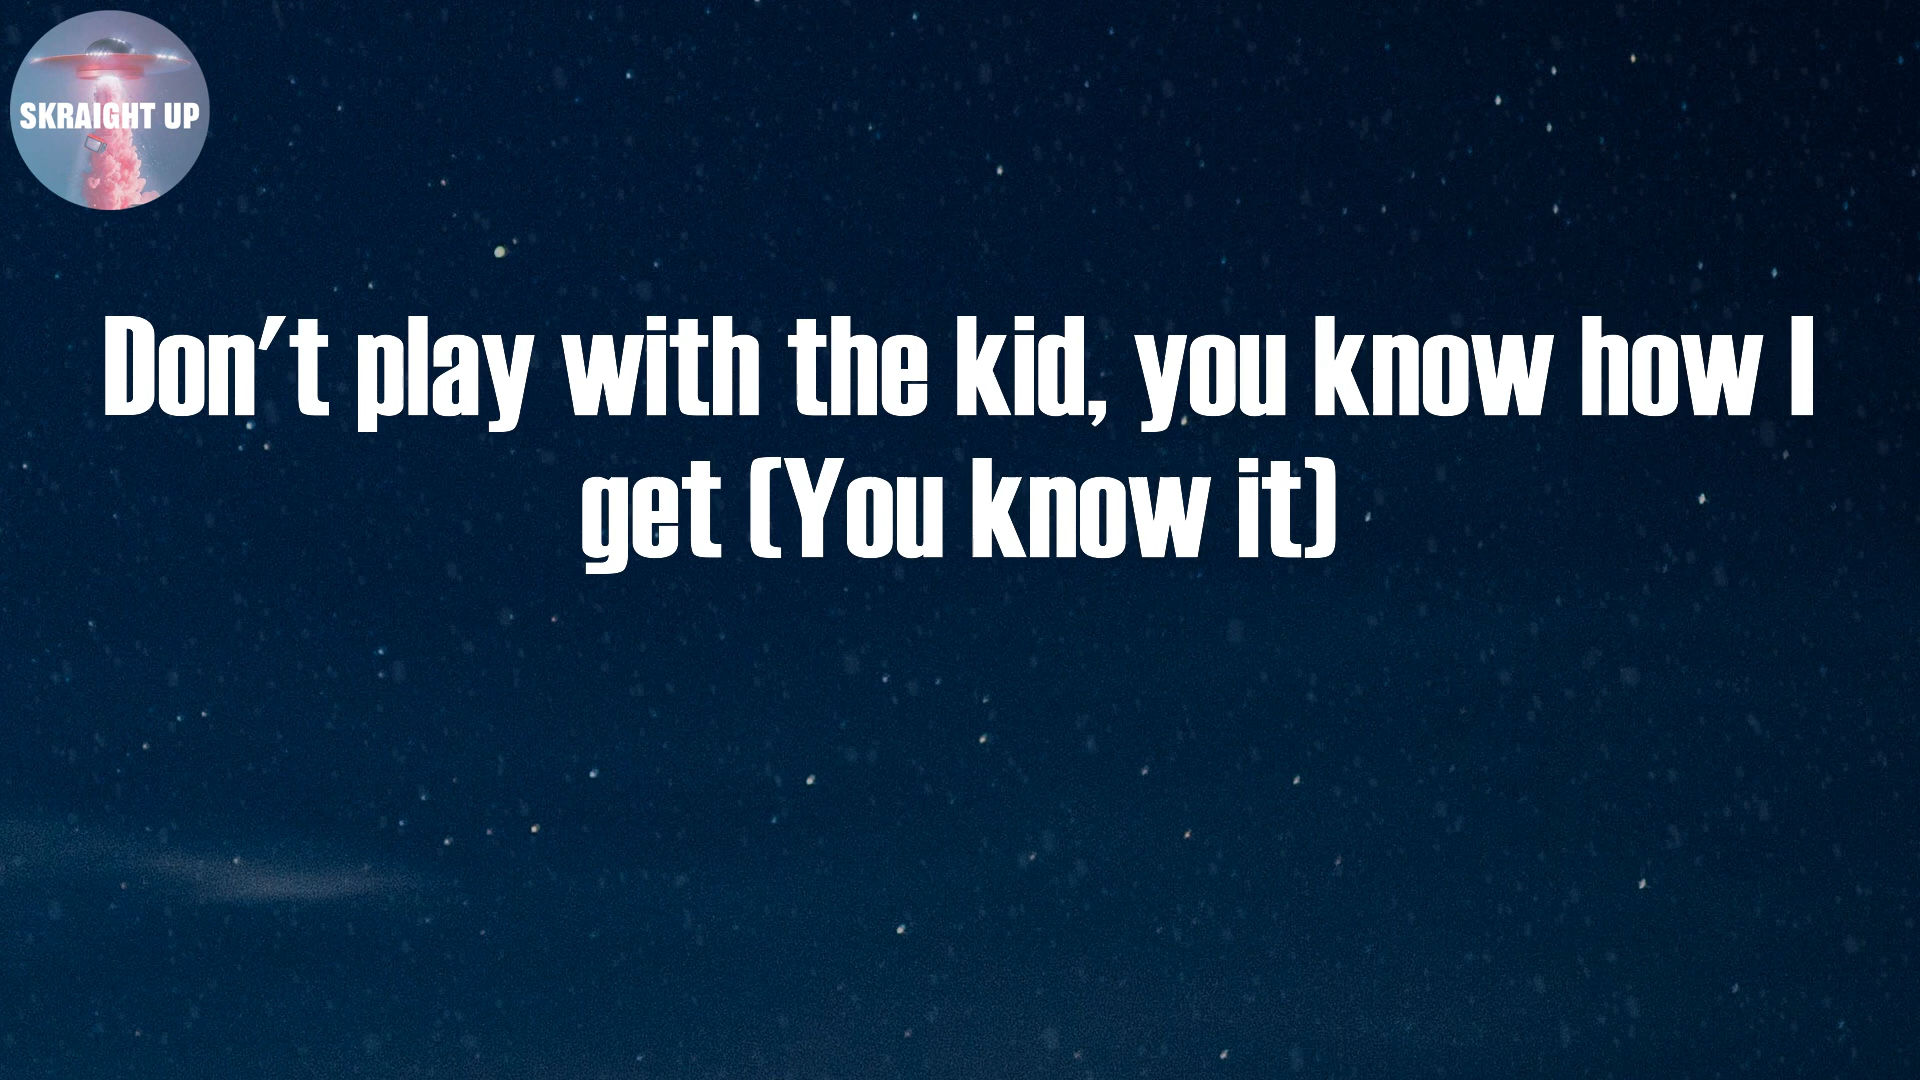 SKRAIGHT UP
Don't play with the kid, you know how I
get (You know it)